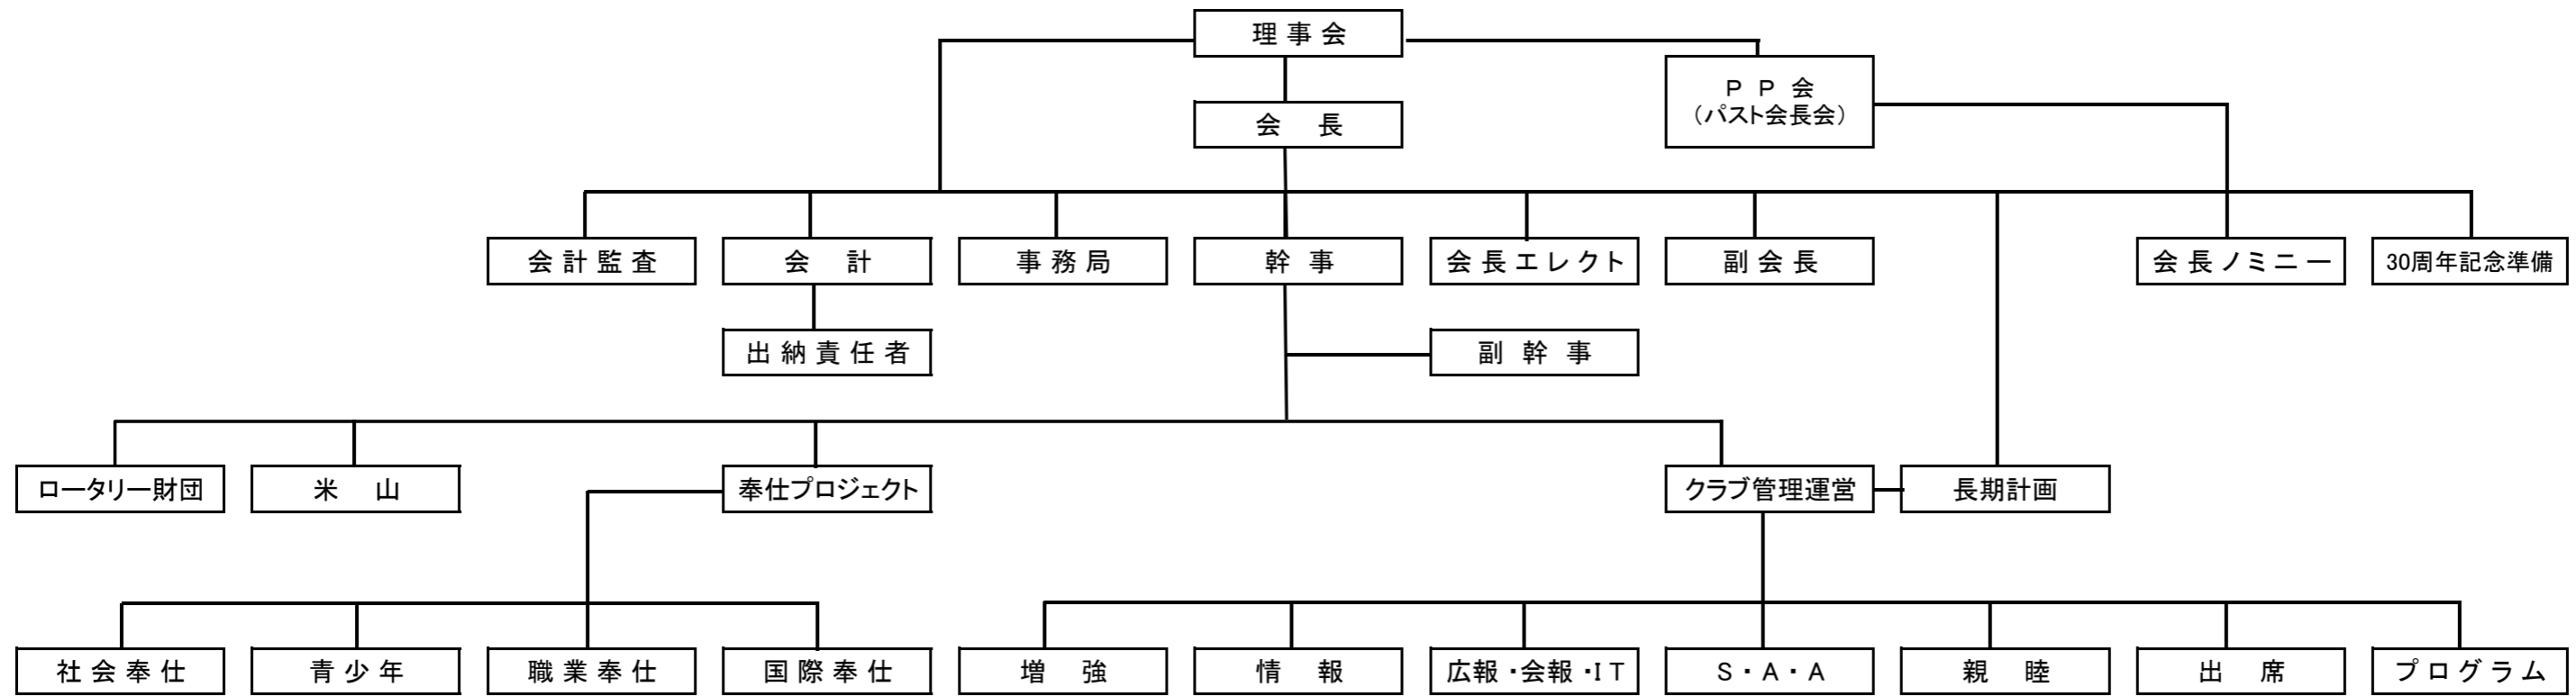 理事会
PP会
(パスト会長会)
会 長
会計監査
会 計
事務局
幹事
会長エレクト
副会長
会長ノミニー
30周年記念準備
出納責任者
副幹事
ロータリー財団
米 山
奉仕プロジェクト
クラブ管理運営
長期計画
社会奉仕
青少年
職業奉仕
国際奉仕
増 強
情 報
広報・会報・IT
S・A・A
親 睦
出 席
プログラム